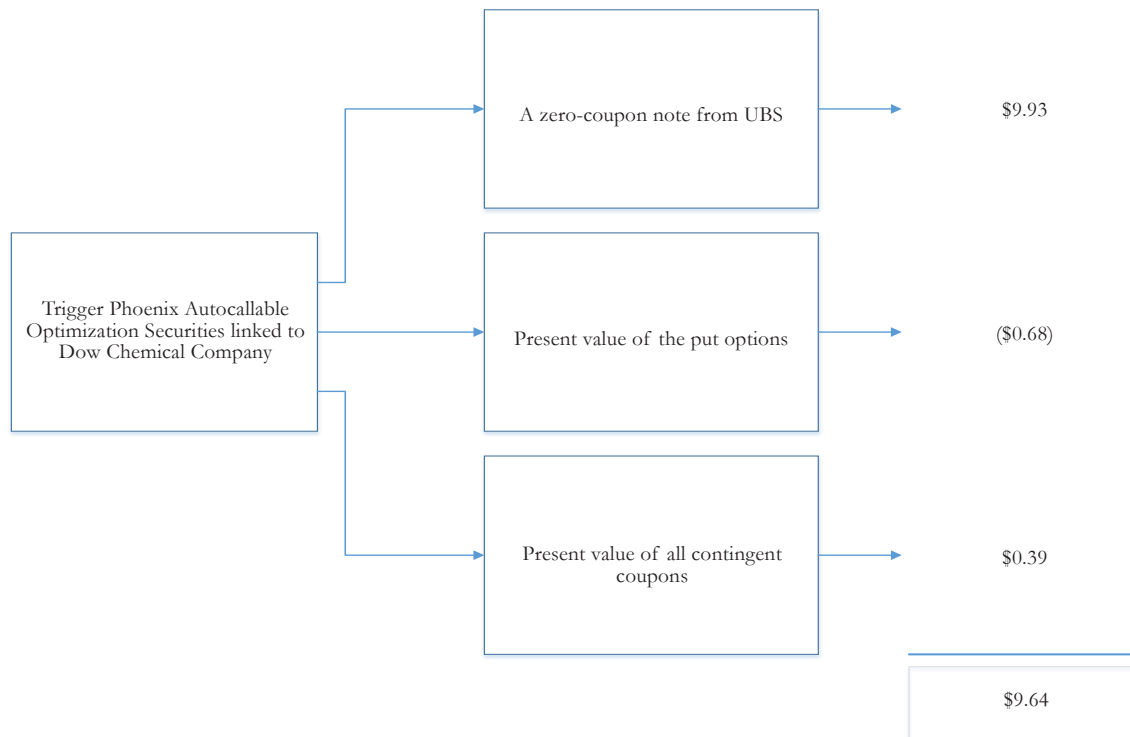 A zero-coupon note from UBS
$9.93
Trigger Phoenix Autocallable
Optimization Securities linked to
Dow Chemical Company
Present value of the put options
($0.68)
Present value of all contingent
coupons
$0.39
$9.64